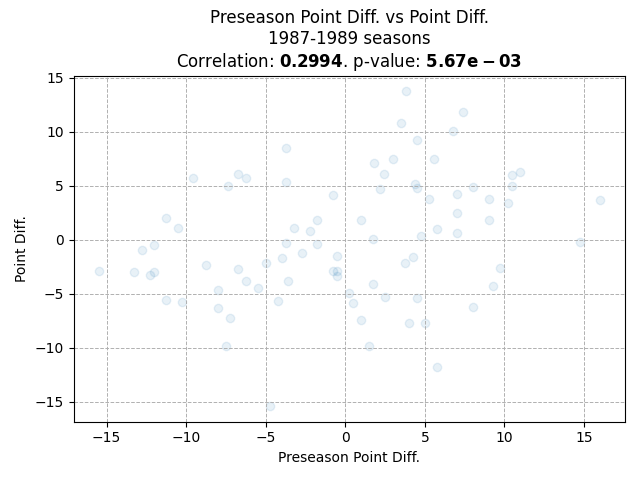 Preseason Point Diff. vs Point Diff.
1987-1989 seasons
Correlation: 0.2994. p-value: 5.67e − 03
Point Diff.
15
10
5
0
−5
−10
−15
−15 −10 −5 0 5 10 15
Preseason Point Diff.